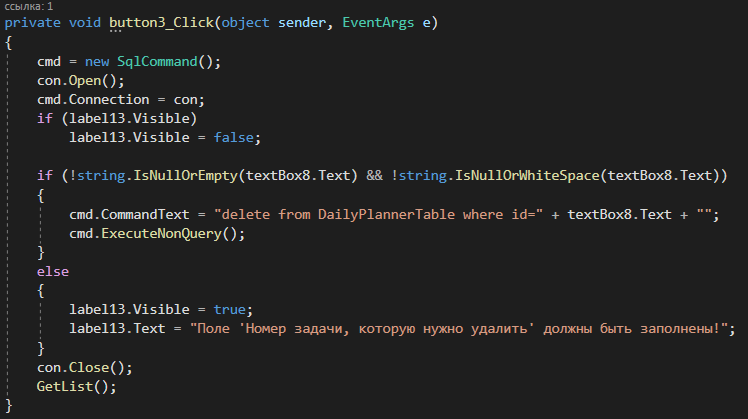 ссылка: 1
private void button3_Click(object sender, EventArgs e)
{
    cmd = new SqlCommand();
    con.Open();
    cmd.Connection = con;
    if (label13.Visible)
        label13.Visible = false;

    if (!string.IsNullOrEmpty(textBox8.Text) && !string.IsNullOrWhiteSpace(textBox8.Text))
    {
        cmd.CommandText = "delete from DailyPlannerTable where id=" + textBox8.Text + "";
        cmd.ExecuteNonQuery();
    }
    else
    {
        label13.Visible = true;
        label13.Text = "Поле 'Номер задачи, которую нужно удалить' должны быть заполнены!";
    }
    con.Close();
    GetList();
}